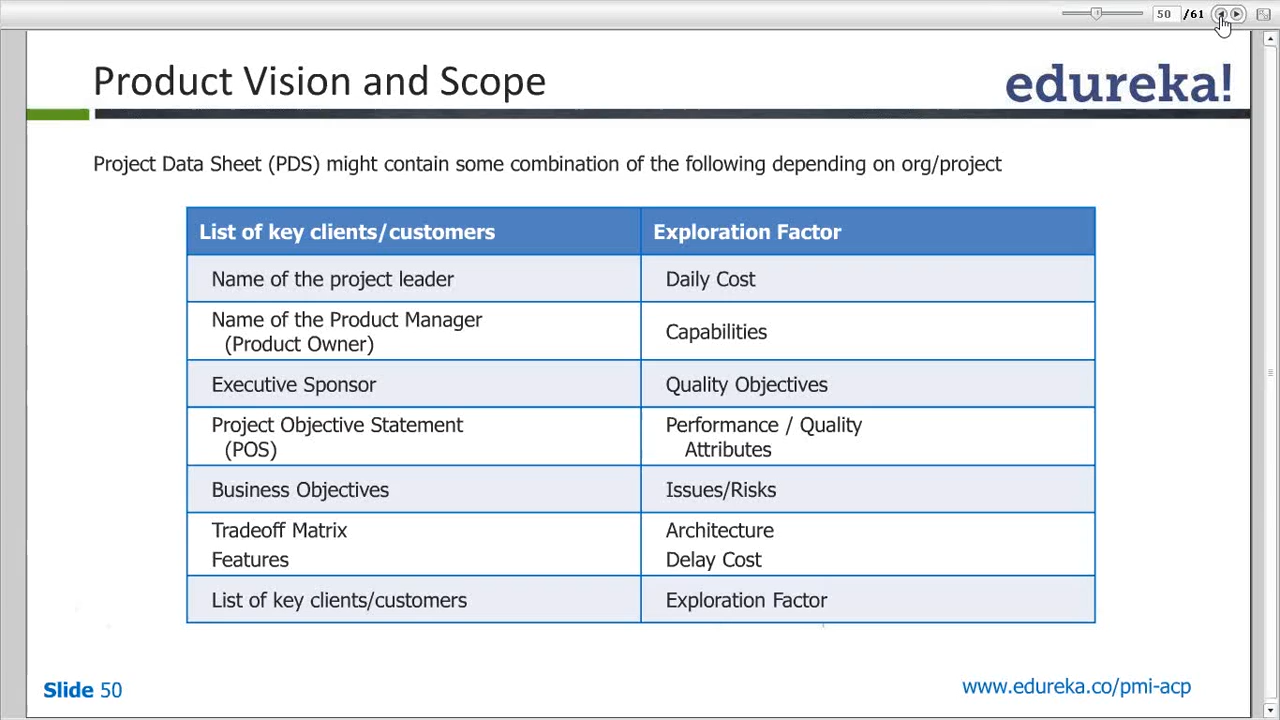 50 /61
Product Vision and Scope
edureka!
Project Data Sheet (PDS) might contain some combination of the following depending on org/project
List of key clients/customers Exploration Factor
Name of the project leader Daily Cost
Name of the Product Manager
(Product Owner) Capabilities
Executive Sponsor Quality Objectives
Project Objective Statement
(POS) Performance / Quality
Attributes
Business Objectives Issues/Risks
Tradeoff Matrix Architecture
Features Delay Cost
List of key clients/customers Exploration Factor
Slide 50
www.edureka.co/pmi-acp